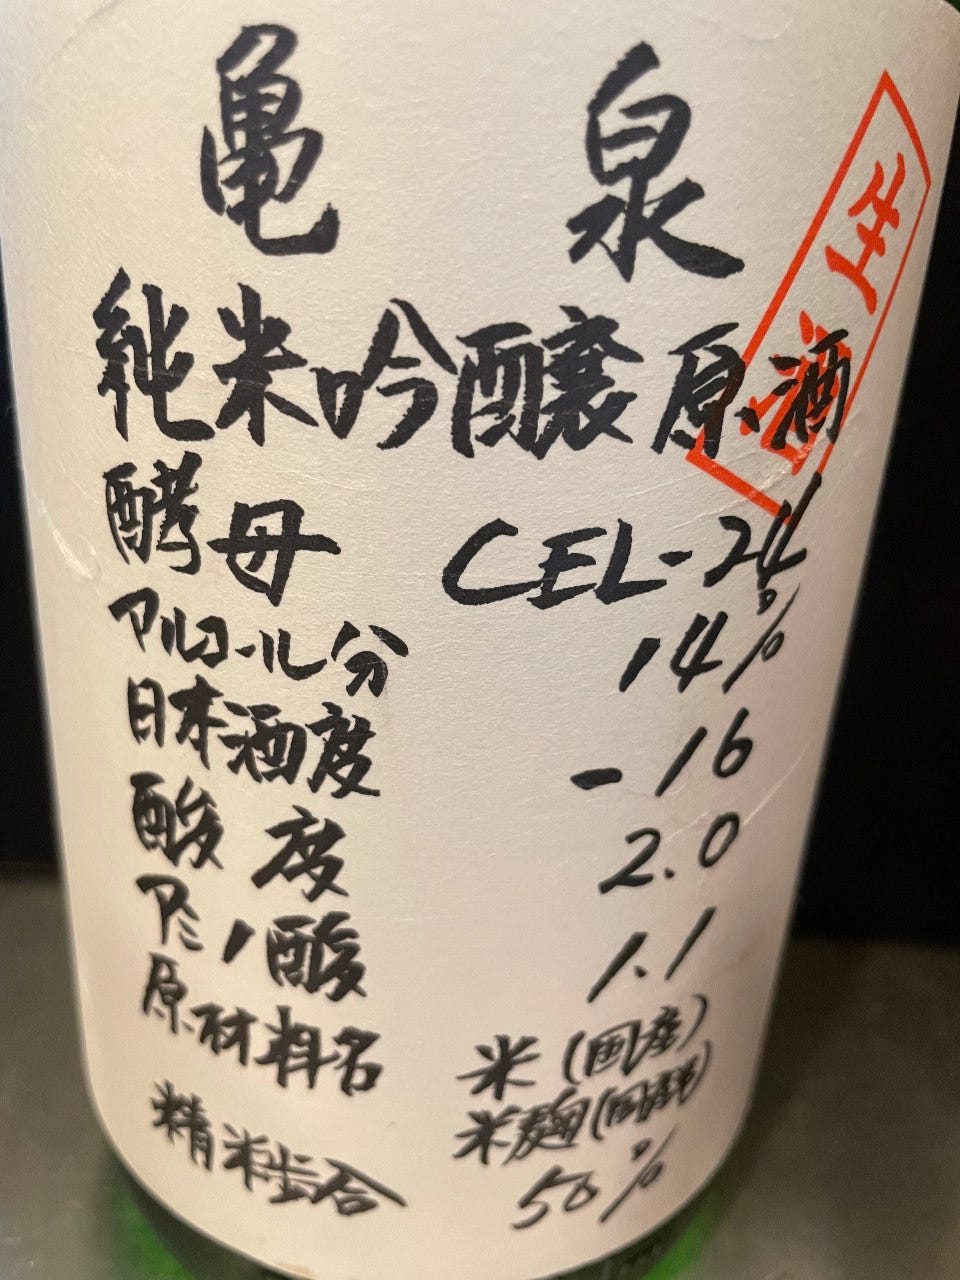 亀泉
生酒
純米吟醸原酒
酵母 CEL-24
アルコール分 14%
日本酒度 -16
酸度 2.0
アミノ酸 1.1
原材料名 米(国産)
米麹(国産米)
精米歩合 50%